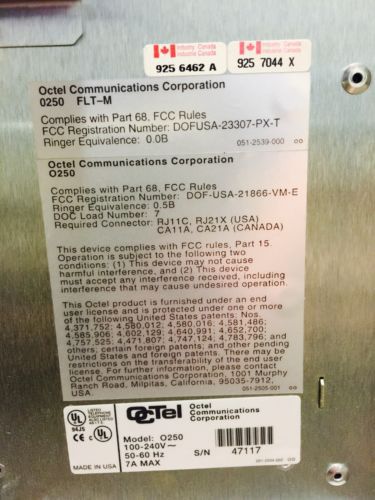 Industry Canada
Industrie Canada
925 6462 A
Industry Canada
Industrie Canada
925 7044 X
Octel Communications Corporation
0250 FLT-M
Complies with Part 68, FCC Rules
FCC Registration Number: DOFUSA-23307-PX-T
Ringer Equivalence: 0.0B
051-2539-000 00
Octel Communications Corporation
O250
Complies with Part 68, FCC Rules
FCC Registration Number: DOF-USA-21866-VM-E
Ringer Equivalence: 0.5B
DOC Load Number: 7
Required Connector: RJ11C, RJ21X (USA)
CA11A, CA21A (CANADA)
This device complies with FCC rules, Part 15.
Operation is subject to the following two
conditions: (1) This device may not cause
harmful interference, and (2) This device
must accept any interference received, including
interference that may cause undesired operation.
This Octel product is furnished under an end
user license and is protected under one or more
of the following United States patents: Nos.
4,371,752; 4,580,012; 4,580,016; 4,581,486;
4,585,906; 4,602,129; 4,640,991; 4,652,700;
4,757,525; 4,471,807; 4,747,124; 4,783,796, and
others, certain foreign patents, and other pending
United States and foreign patents. There may be
restrictions on the transferability of the end user
license. For further information, please contact
Octel Communications Corporation, 1001 Murphy
Ranch Road, Milpitas, California, 95035-7912,
U.S.A.
051-2505-001
UL
LISTED
94J5
UL
MADE IN USA
OCTel
Octel
Communications
Corporation
Model: O250
100-240V~
50-60 Hz
7A MAX
S/N 47117